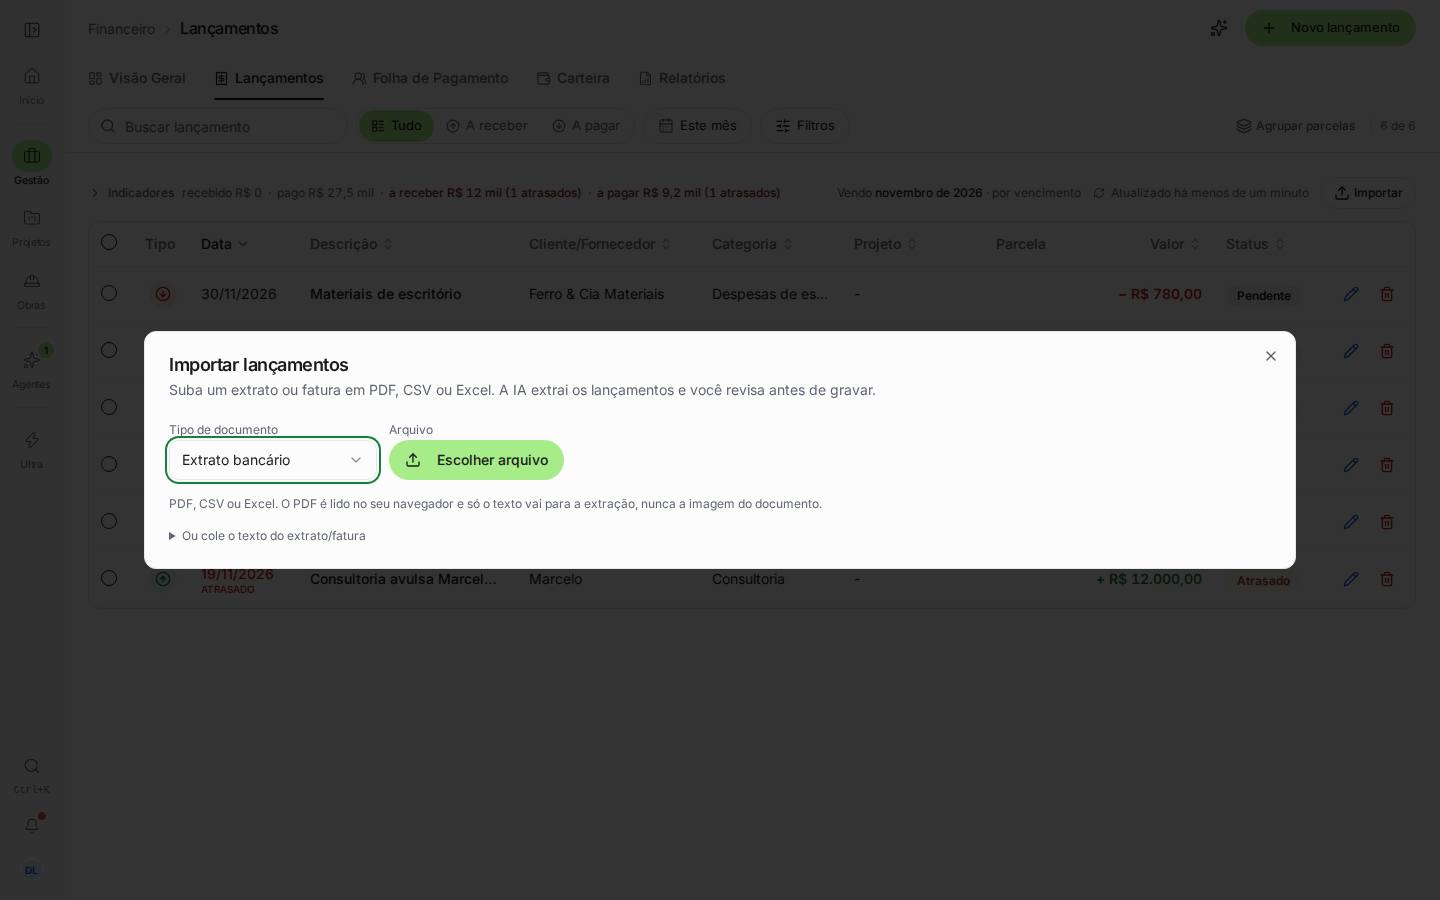 Financeiro
Lançamentos
Novo lançamento
Início
Gestão
Projetos
Obras
1
Agentes
Ultra
Ctrl+K
DL
Visão Geral
Lançamentos
Folha de Pagamento
Carteira
Relatórios
Buscar lançamento
Tudo
A receber
A pagar
Este mês
Filtros
Agrupar parcelas
6 de 6
Indicadores recebido R$ 0 · pago R$ 27,5 mil · a receber R$ 12 mil (1 atrasados) · a pagar R$ 9,2 mil (1 atrasados)
Vendo novembro de 2026 · por vencimento
Atualizado há menos de um minuto
Importar
Tipo Data Descrição Cliente/Fornecedor Categoria Projeto Parcela Valor Status
30/11/2026 Materiais de escritório Ferro & Cia Materiais Despesas de es... - – R$ 780,00 Pendente
Importar lançamentos
Suba um extrato ou fatura em PDF, CSV ou Excel. A IA extrai os lançamentos e você revisa antes de gravar.
Tipo de documento
Arquivo
Extrato bancário
Escolher arquivo
PDF, CSV ou Excel. O PDF é lido no seu navegador e só o texto vai para a extração, nunca a imagem do documento.
Ou cole o texto do extrato/fatura
19/11/2026 Consultoria avulsa Marcel... Marcelo Consultoria - + R$ 12.000,00 Atrasado
ATRASADO